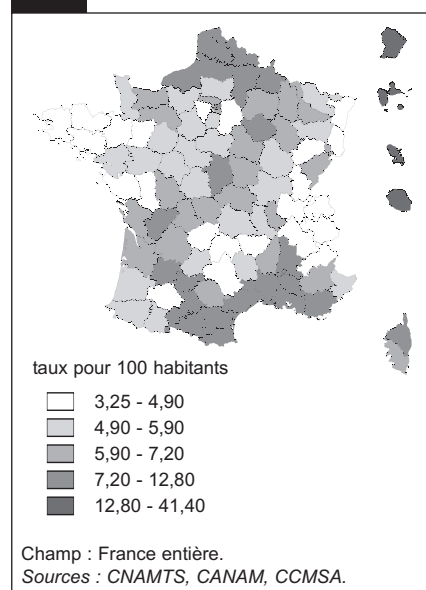 taux pour 100 habitants
3,25 - 4,90
4,90 - 5,90
5,90 - 7,20
7,20 - 12,80
12,80 - 41,40
Champ : France entière.
Sources : CNAMTS, CANAM, CCMSA.